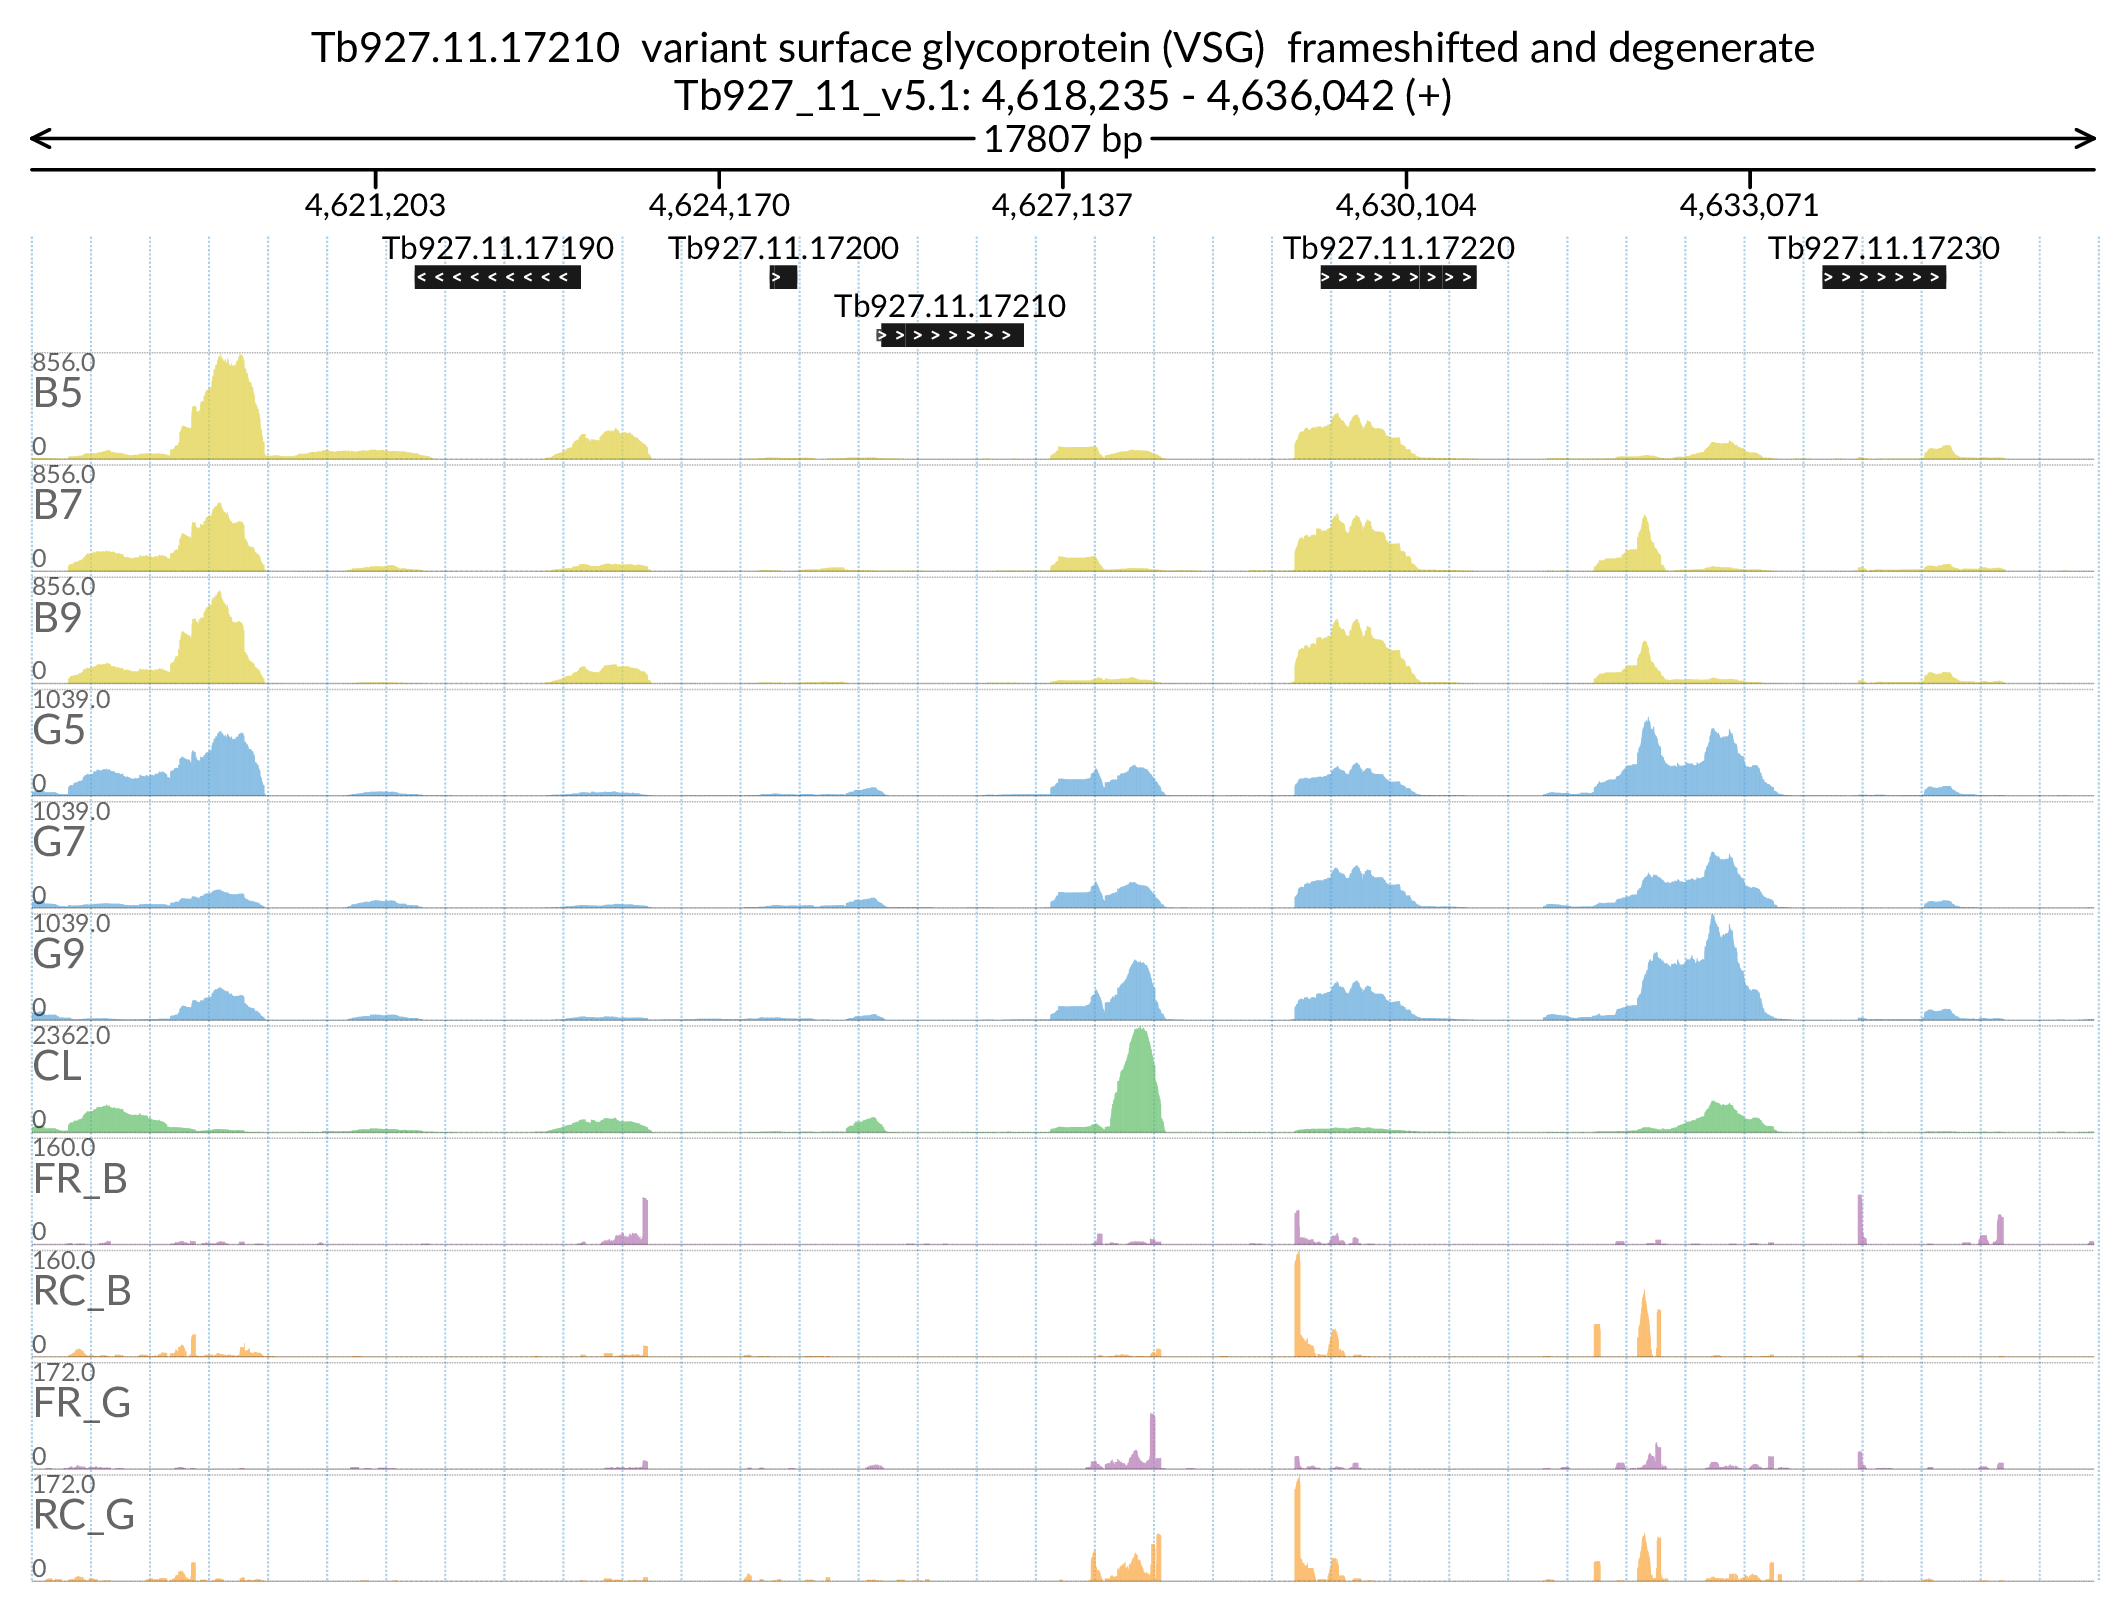 Tb927.11.17210  variant surface glycoprotein (VSG)  frameshifted and degenerate
Tb927_11_v5.1: 4,618,235 - 4,636,042 (+)
17807 bp
4,621,203 4,624,170 4,627,137 4,630,104 4,633,071
Tb927.11.17190 Tb927.11.17200 Tb927.11.17220 Tb927.11.17230
Tb927.11.17210
856.0
B5
0
856.0
B7
0
856.0
B9
0
1039.0
G5
0
1039.0
G7
0
1039.0
G9
0
2362.0
CL
0
160.0
FR_B
0
160.0
RC_B
0
172.0
FR_G
0
172.0
RC_G
0